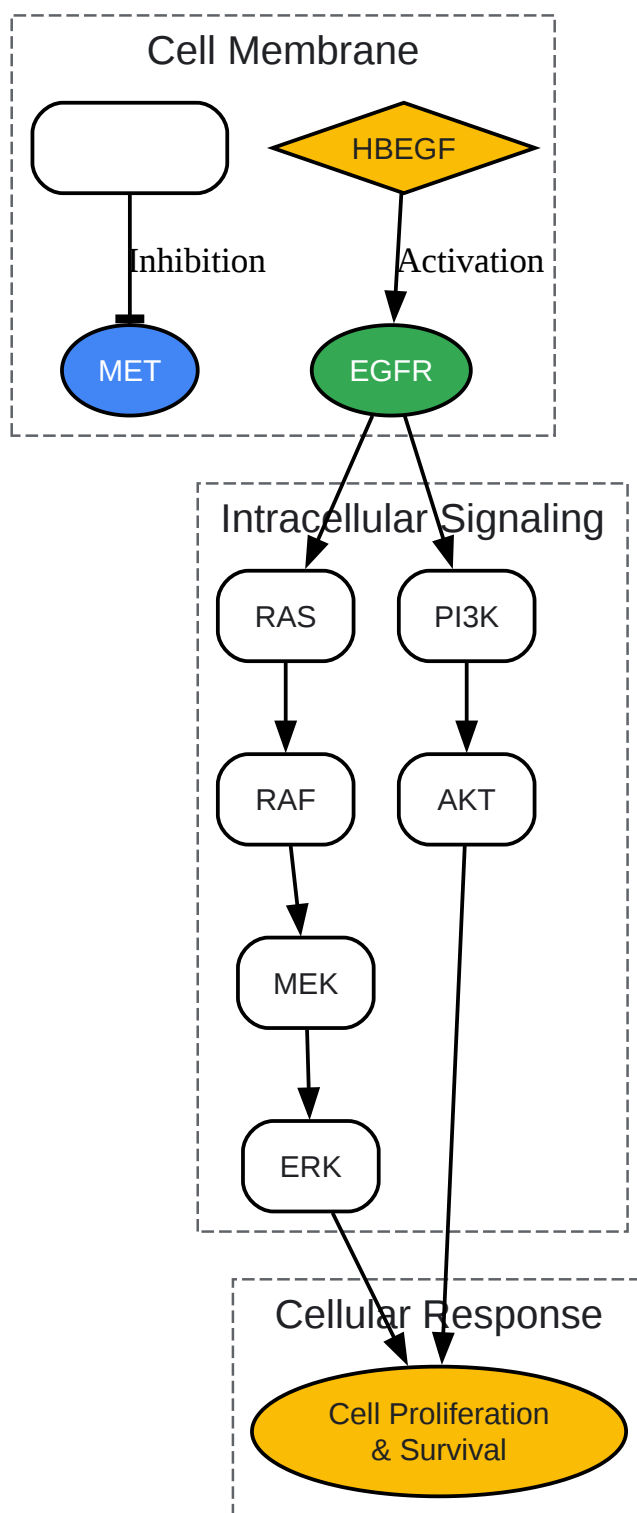 Cell Membrane
HBEGF
Inhibition
Activation
MET
EGFR
Intracellular Signaling
RAS
PI3K
RAF
AKT
MEK
ERK
Cellular Response
Cell Proliferation
& Survival